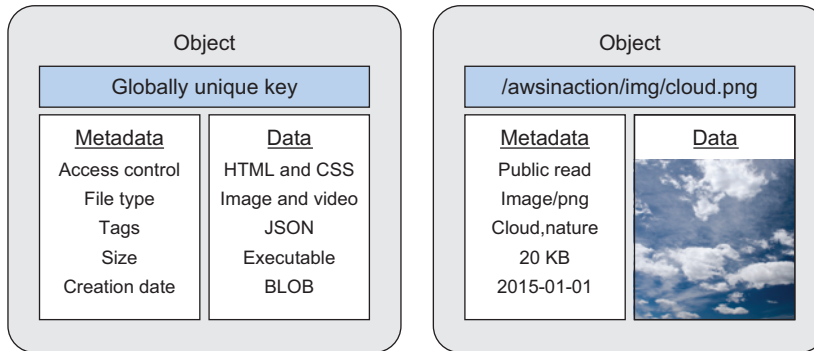 Object
Globally unique key
Metadata
Access control
File type
Tags
Size
Creation date
Data
HTML and CSS
Image and video
JSON
Executable
BLOB
Object
/awsinaction/img/cloud.png
Metadata
Public read
Image/png
Cloud,nature
20 KB
2015-01-01
Data